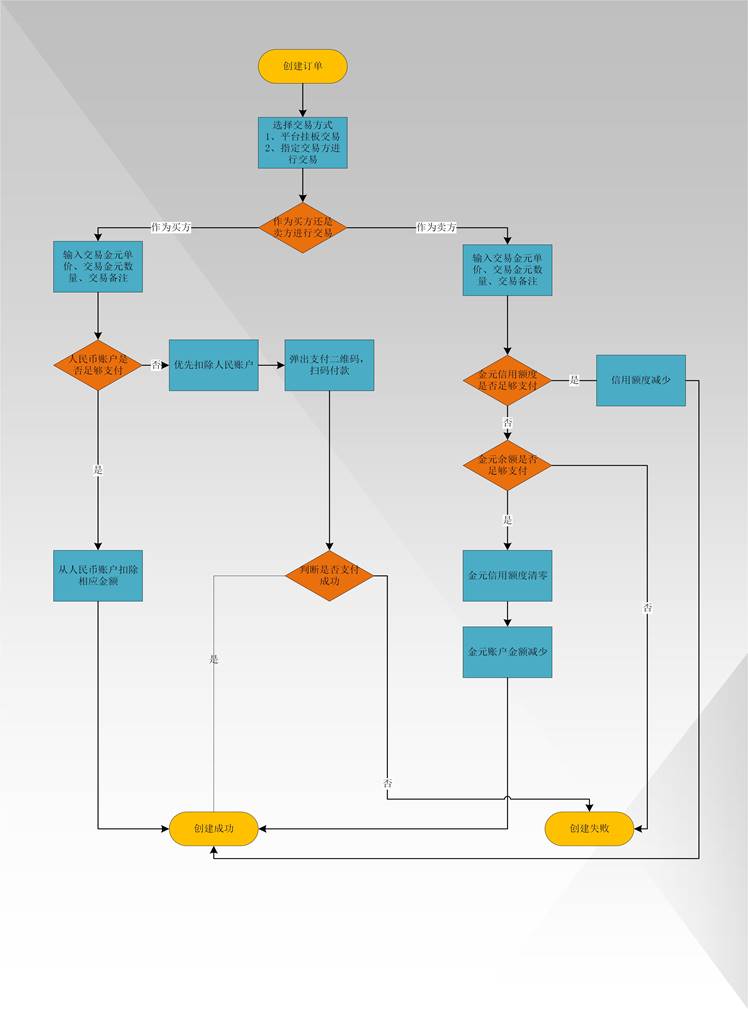 创建订单
选择交易方式
1、平台挂板交易
2、指定交易方进
行交易
作为买方还是
卖方进行交易
作为买方
作为卖方
输入交易金元单
价、交易金元数
量、交易备注
输入交易金元单
价、交易金元数
量、交易备注
人民币账户是
否足够支付
否
优先扣除人民账户
弹出支付二维码，
扫码付款
金元信用额度
是否足够支付
是
信用额度减少
否
金元余额是否
足够支付
是
是
从人民币账户扣除
相应金额
判断是否支付
成功
金元信用额度清零
否
金元账户金额减少
是
否
创建成功
创建失败